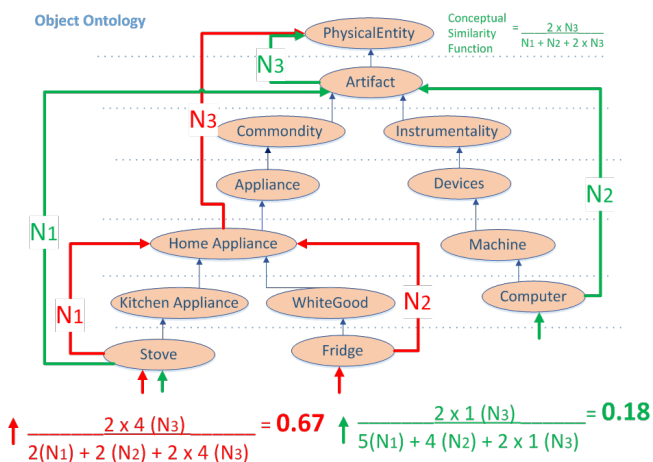 Object Ontology
Conceptual
Similarity
Function
= 2 x N3
N1 + N2 + 2 x N3
PhysicalEntity
N3
Artifact
N3
Commondity
Instrumentality
Appliance
Devices
N2
N1
Home Appliance
Machine
Kitchen Appliance
WhiteGood
Computer
N1
N2
Stove
Fridge
2 x 4 (N3) = 0.67
2(N1) + 2 (N2) + 2 x 4 (N3)
2 x 1 (N3) = 0.18
5(N1) + 4 (N2) + 2 x 1 (N3)